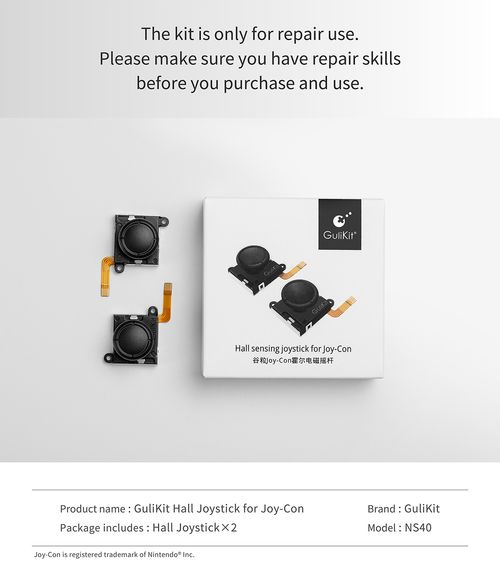 The kit is only for repair use.
Please make sure you have repair skills
before you purchase and use.
GuliKit®
GuliKit
GuliKit
Hall sensing joystick for Joy-Con
谷粒Joy-Con霍尔电磁摇杆
Product name : GuliKit Hall Joystick for Joy-Con
Brand : GuliKit
Package includes : Hall Joystick×2
Model : NS40
Joy-Con is registered trademark of Nintendo® Inc.